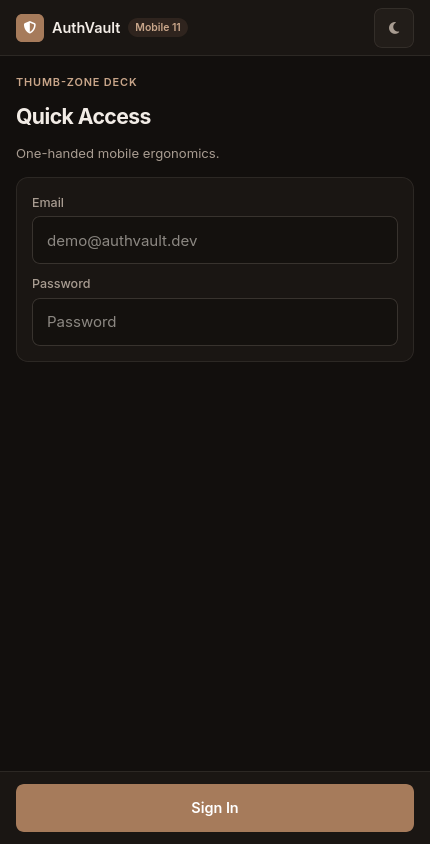 AuthVault Mobile 11
THUMB-ZONE DECK
Quick Access
One-handed mobile ergonomics.
Email
demo@authvault.dev
Password
Password
Sign In